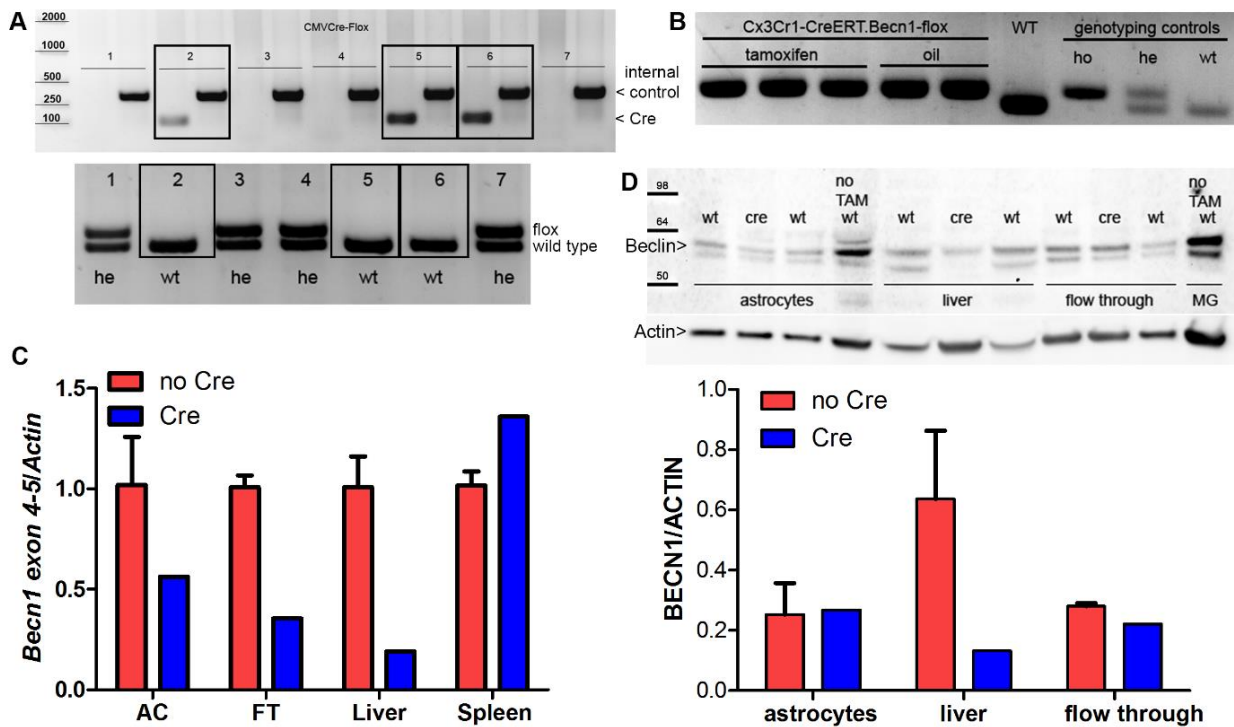 A
CMVCre-Flox
2000
1000
500
250
100
1 2 3 4 5 6 7
internal
< control
< Cre
1 2 3 4 5 6 7
flox
wild type
he wt he he wt wt he
B
Cx3Cr1-CreERT.Becn1-flox WT genotyping controls
tamoxifen oil ho he wt
D
98
64
50
no
TAM
wt cre wt wt wt cre wt wt cre wt
no
TAM
wt
Beclin>
astrocytes liver flow through MG
Actin>
C
no Cre
Cre
Becn1 exon 4-5/Actin
1.5
1.0
0.5
0.0
AC FT Liver Spleen
no Cre
Cre
BECN1/ACTIN
1.0
0.8
0.6
0.4
0.2
0.0
astrocytes liver flow through